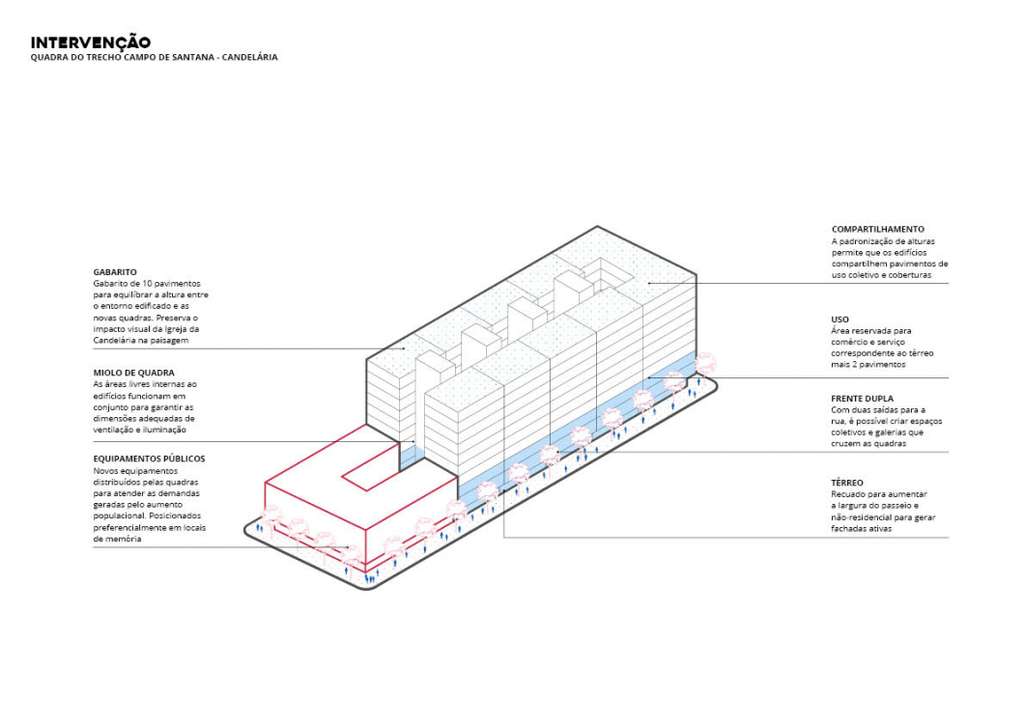 INTERVENÇÃO
QUADRA DO TRECHO CAMPO DE SANTANA - CANDELÁRIA
GABARITO
Gabarito de 10 pavimentos
para equilibrar a altura entre
o entorno edificado e as
novas quadras. Preserva o
impacto visual da Igreja da
Candelária na paisagem
MIOLO DE QUADRA
As áreas livres internas ao
edifícios funcionam em
conjunto para garantir as
dimensões adequadas de
ventilação e iluminação
EQUIPAMENTOS PÚBLICOS
Novos equipamentos
distribuídos pelas quadras
para atender as demandas
geradas pelo aumento
populacional. Posicionados
preferencialmente em locais
de memória
COMPARTILHAMENTO
A padronização de alturas
permite que os edifícios
compartilhem pavimentos de
uso coletivo e coberturas
USO
Área reservada para
comércio e serviço
correspondente ao térreo
mais 2 pavimentos
FRENTE DUPLA
Com duas saídas para a
rua, é possível criar espaços
coletivos e galerias que
cruzem as quadras
TÉRREO
Recuado para aumentar
a largura do passeio e
não-residencial para gerar
fachadas ativas